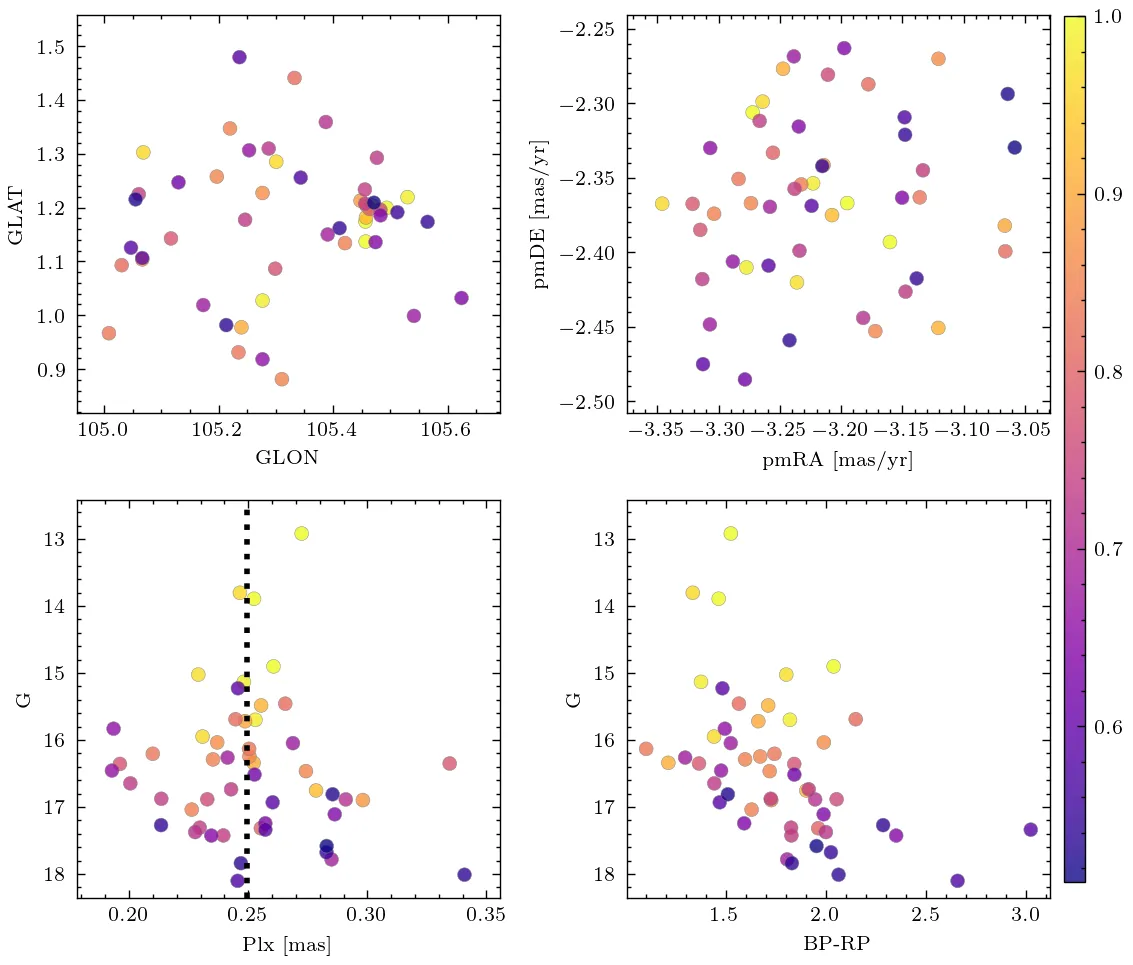 1.5
1.4
1.3
1.2
1.1
1.0
0.9
GLAT
105.0 105.2 105.4 105.6
GLON
−2.25
−2.30
−2.35
−2.40
−2.45
−2.50
pmDE [mas/yr]
−3.35 −3.30 −3.25 −3.20 −3.15 −3.10 −3.05
pmRA [mas/yr]
1.0
0.9
0.8
0.7
0.6
13
14
15
16
17
18
G
0.20 0.25 0.30 0.35
Plx [mas]
13
14
15
16
17
18
G
1.5 2.0 2.5 3.0
BP-RP